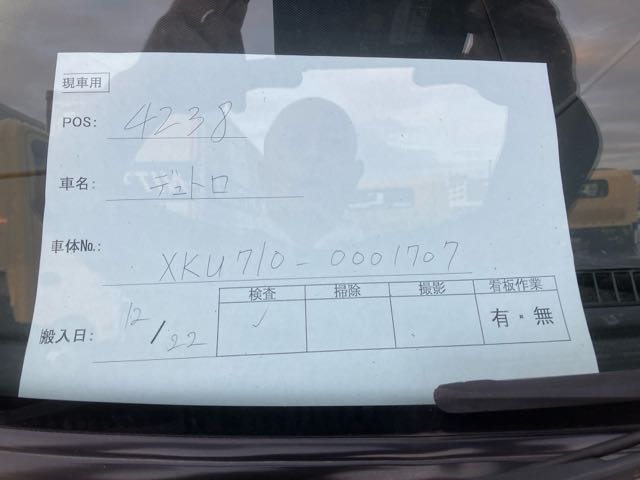 現車用
POS: 4238
車名: デュトロ
車体No.: XKU710-0001707
検査 掃除 撮影 看板作業
搬入日: 12/22 ✓ 有・無